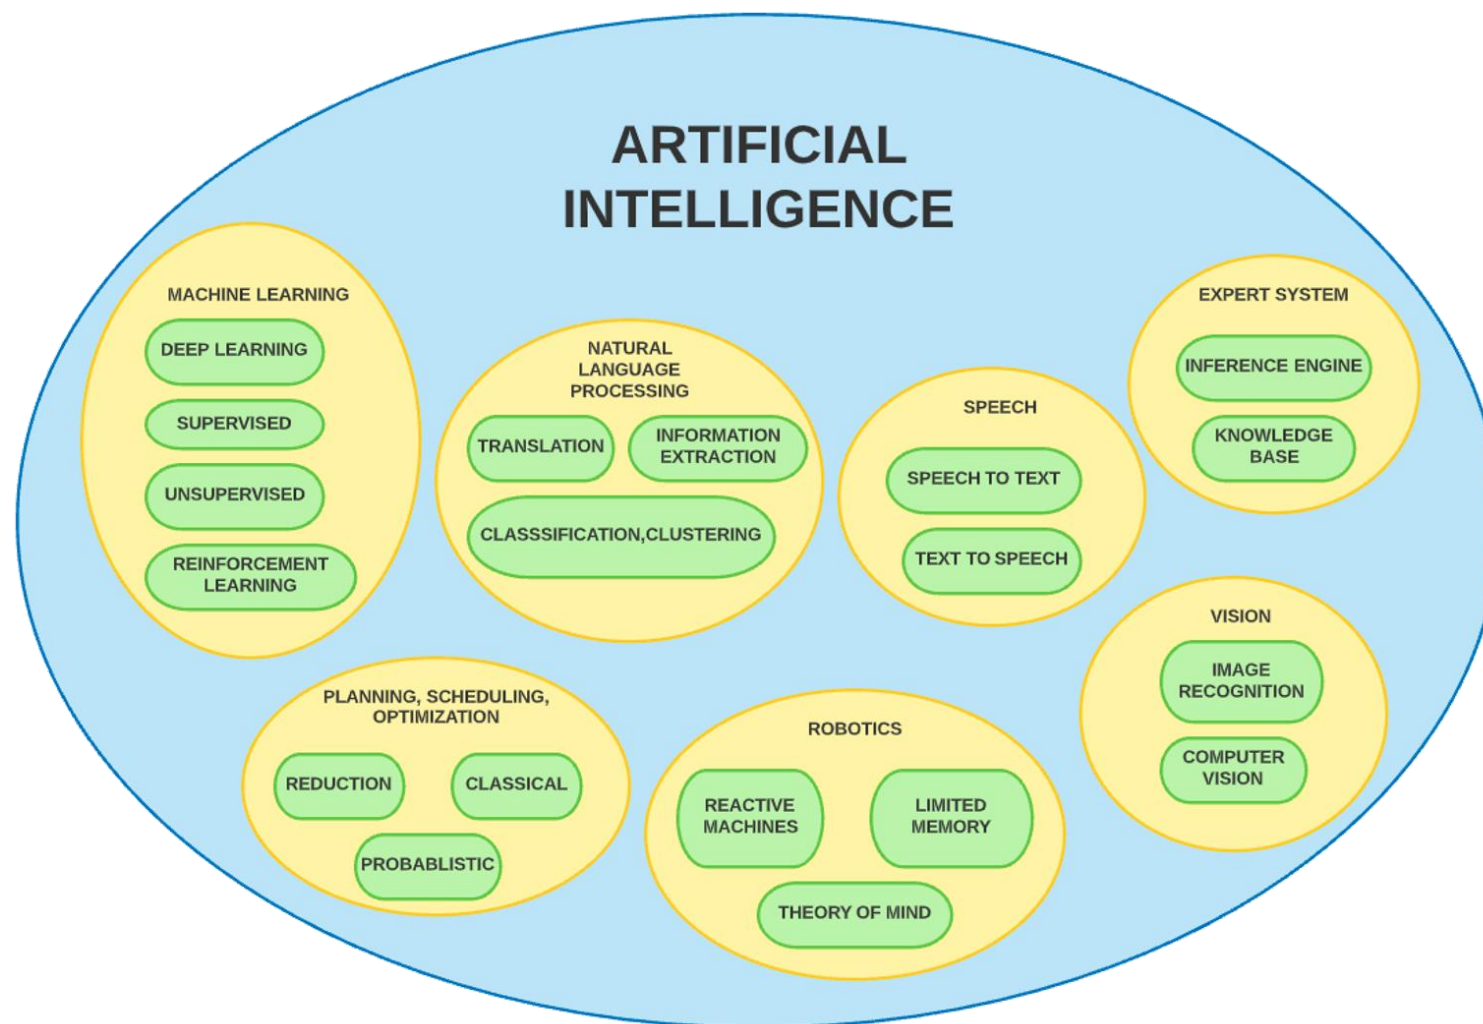 ARTIFICIAL
INTELLIGENCE
MACHINE LEARNING
DEEP LEARNING
SUPERVISED
UNSUPERVISED
REINFORCEMENT
LEARNING
NATURAL
LANGUAGE
PROCESSING
TRANSLATION
INFORMATION
EXTRACTION
CLASSSIFICATION,CLUSTERING
SPEECH
SPEECH TO TEXT
TEXT TO SPEECH
EXPERT SYSTEM
INFERENCE ENGINE
KNOWLEDGE
BASE
VISION
IMAGE
RECOGNITION
COMPUTER
VISION
PLANNING, SCHEDULING,
OPTIMIZATION
REDUCTION
CLASSICAL
PROBABLISTIC
ROBOTICS
REACTIVE
MACHINES
LIMITED
MEMORY
THEORY OF MIND